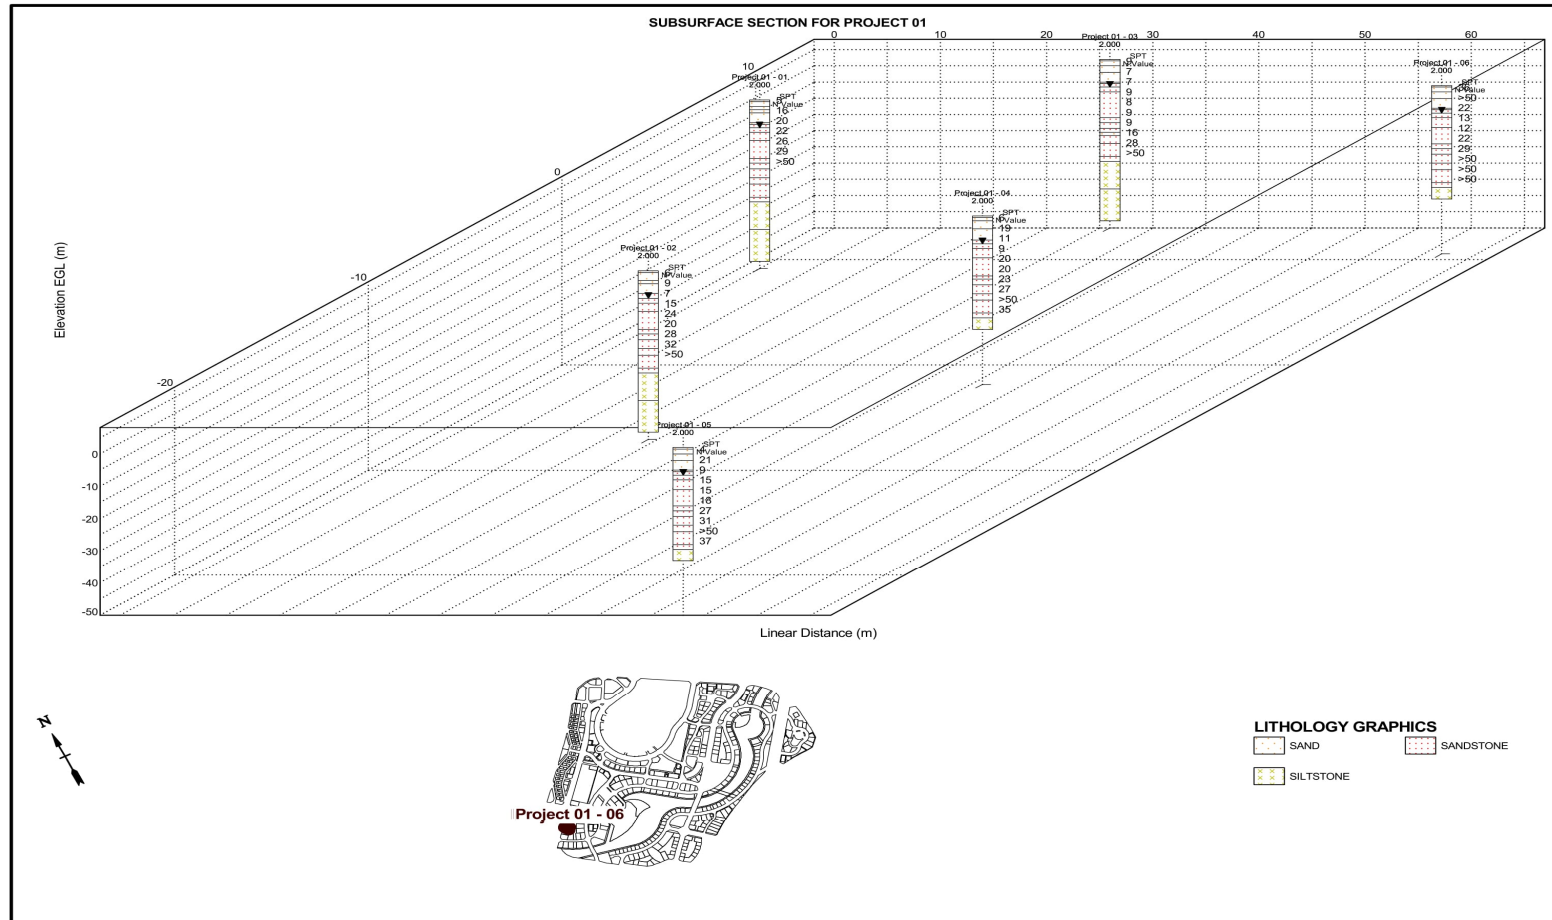 SUBSURFACE SECTION FOR PROJECT 01
0 10 20 30 40 50 60
10
0
-10
-20
Elevation EGL (m)
0
-10
-20
-30
-40
-50
Linear Distance (m)
Project 01 - 01
2.000
SPT
N Value
16
20
22
26
29
>50
Project 01 - 03
2.000
SPT
N Value
7
7
9
8
9
9
16
28
>50
Project 01 - 06
2.000
SPT
N Value
>50
22
13
12
22
29
>50
>50
>50
Project 01 - 04
2.000
SPT
N Value
19
11
9
20
20
23
27
>50
35
Project 01 - 02
2.000
SPT
N Value
9
7
15
24
20
28
32
>50
Project 01 - 05
2.000
SPT
N Value
21
9
15
15
18
27
31
>50
37
N
Project 01 - 06
LITHOLOGY GRAPHICS
SAND
SANDSTONE
SILTSTONE